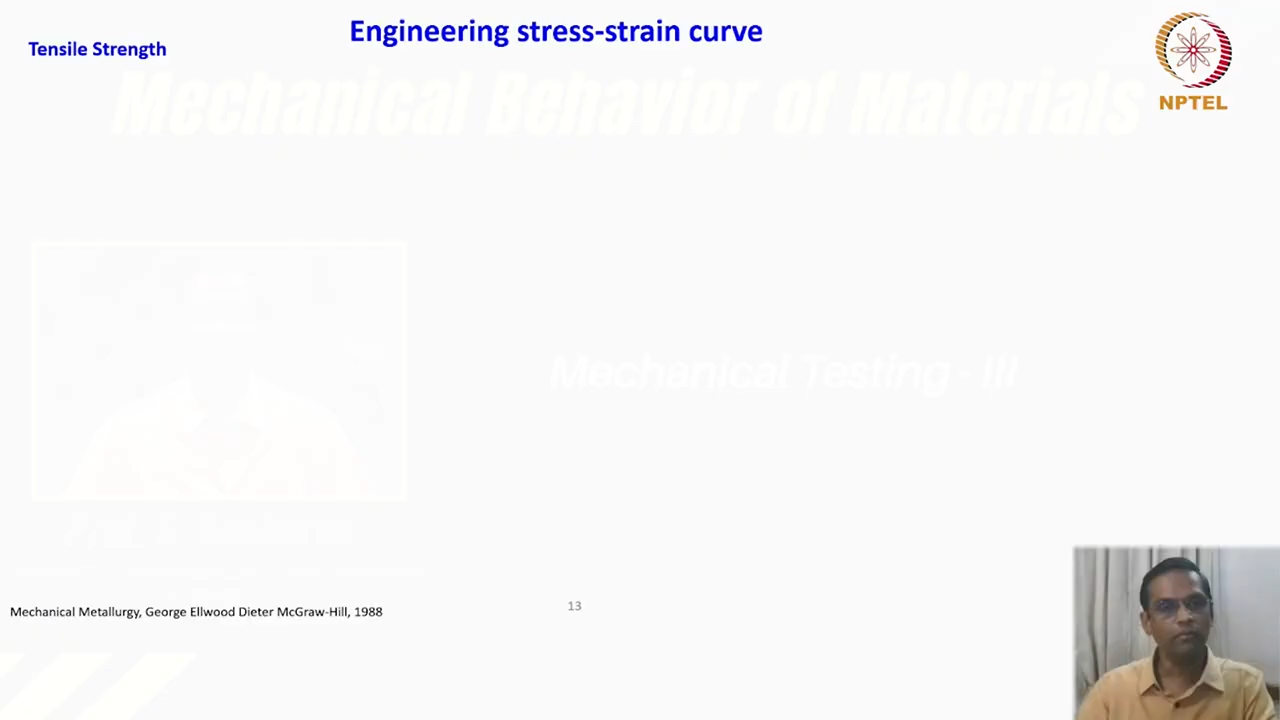 Engineering stress-strain curve
Tensile Strength
NPTEL
Mechanical Behavior of Materials
Mechanical Testing - III
Prof. S.
Mechanical Metallurgy, George Ellwood Dieter McGraw-Hill, 1988
13